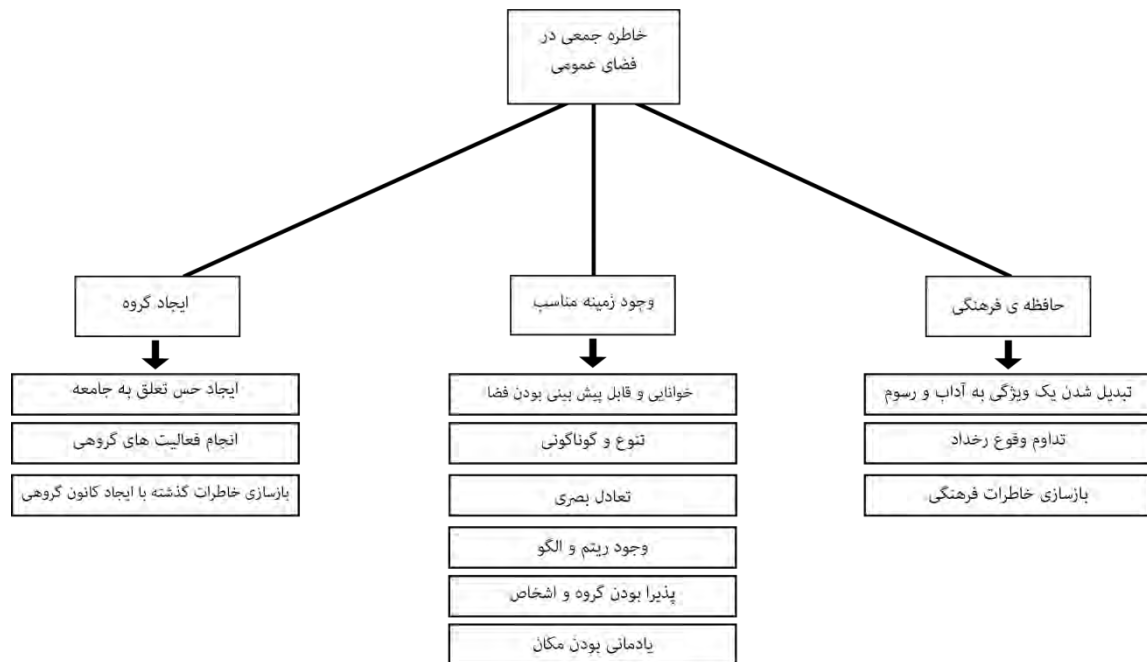 خاطره جمعی در
فضای عمومی
حافظه ی فرهنگی
تبدیل شدن یک ویژگی به آداب و رسوم
تداوم وقوع رخداد
بازسازی خاطرات فرهنگی
وجود زمینه مناسب
خوانایی و قابل پیش بینی بودن فضا
تنوع و گوناگونی
تعادل بصری
وجود ریتم و الگو
پذیرا بودن گروه و اشخاص
یادمانی بودن مکان
ایجاد گروه
ایجاد حس تعلق به جامعه
انجام فعالیت های گروهی
بازسازی خاطرات گذشته با ایجاد کانون گروهی